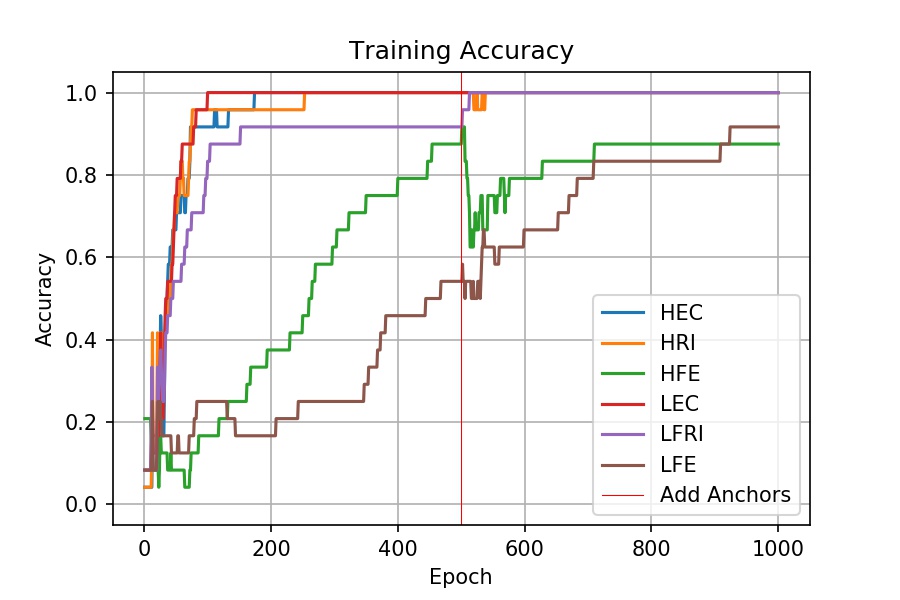 Training Accuracy
1.0
0.8
0.6
0.4
0.2
0.0
Accuracy
HEC
HRI
HFE
LEC
LFRI
LFE
Add Anchors
0 200 400 600 800 1000
Epoch